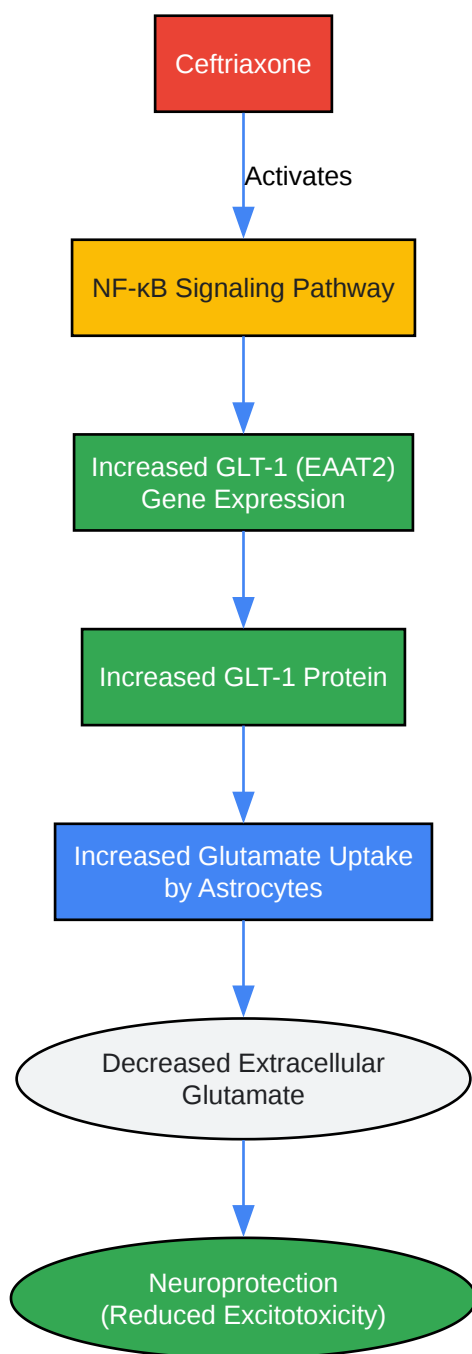 Ceftriaxone
Activates
NF-κB Signaling Pathway
Increased GLT-1 (EAAT2)
Gene Expression
Increased GLT-1 Protein
Increased Glutamate Uptake
by Astrocytes
Decreased Extracellular
Glutamate
Neuroprotection
(Reduced Excitotoxicity)